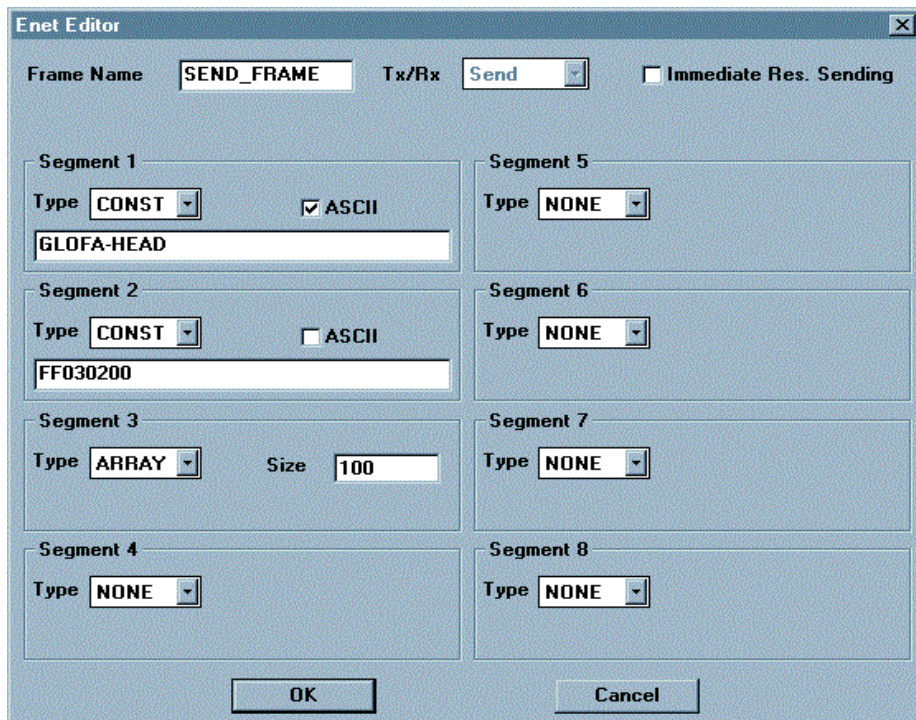 Enet Editor
Frame Name SEND_FRAME Tx/Rx Send Immediate Res. Sending
Segment 1
Type CONST ASCII
GLOFA-HEAD
Segment 2
Type CONST ASCII
FF030200
Segment 3
Type ARRAY Size 100
Segment 4
Type NONE
Segment 5
Type NONE
Segment 6
Type NONE
Segment 7
Type NONE
Segment 8
Type NONE
OK Cancel